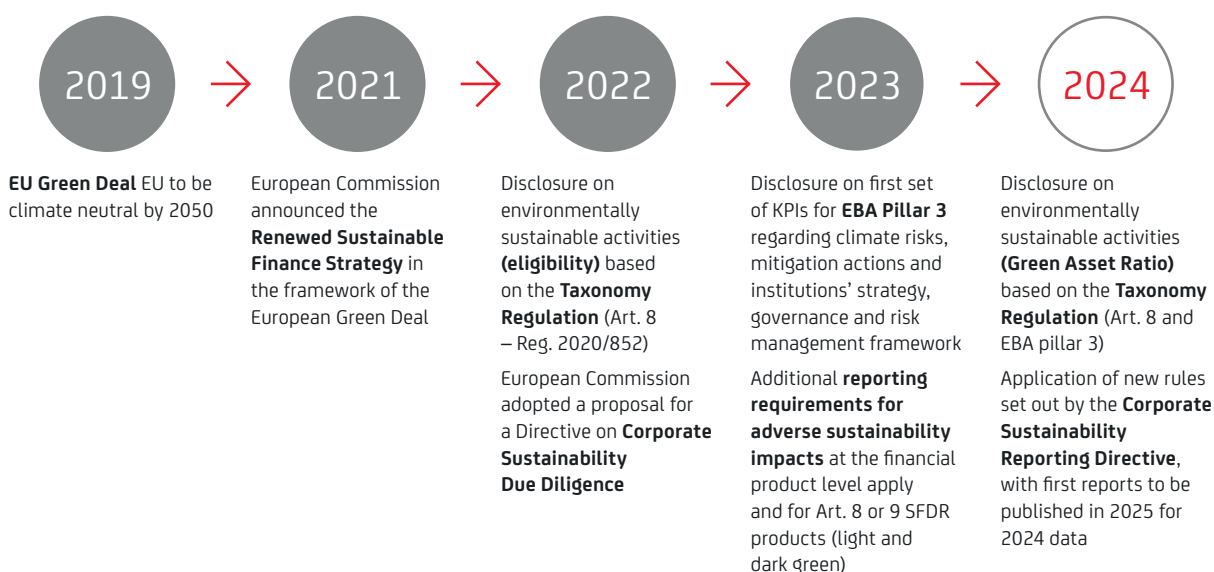 2019
2021
2022
2023
2024
EU Green Deal EU to be
climate neutral by 2050
European Commission
announced the
Renewed Sustainable
Finance Strategy in
the framework of the
European Green Deal
Disclosure on
environmentally
sustainable activities
(eligibility) based
on the Taxonomy
Regulation (Art. 8
– Reg. 2020/852)
European Commission
adopted a proposal for
a Directive on Corporate
Sustainability
Due Diligence
Disclosure on first set
of KPIs for EBA Pillar 3
regarding climate risks,
mitigation actions and
institutions’ strategy,
governance and risk
management framework
Additional reporting
requirements for
adverse sustainability
impacts at the financial
product level apply
and for Art. 8 or 9 SFDR
products (light and
dark green)
Disclosure on
environmentally
sustainable activities
(Green Asset Ratio)
based on the Taxonomy
Regulation (Art. 8 and
EBA pillar 3)
Application of new rules
set out by the Corporate
Sustainability
Reporting Directive,
with first reports to be
published in 2025 for
2024 data